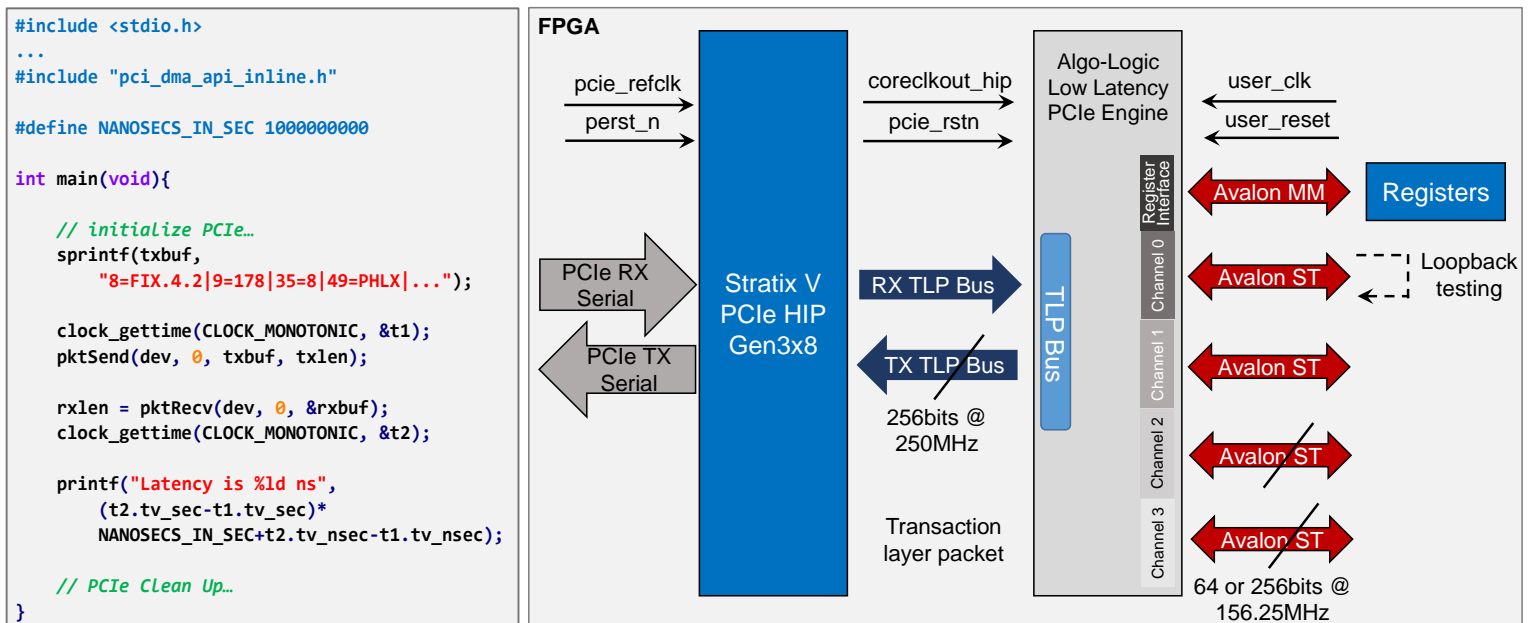 #include <stdio.h>
...
#include "pci_dma_api_inline.h"
#define NANOSECS_IN_SEC 1000000000
int main(void){
// initialize PCIe…
sprintf(txbuf,
"8=FIX.4.2|9=178|35=8|49=PHLX|...");
clock_gettime(CLOCK_MONOTONIC, &t1);
pktSend(dev, 0, txbuf, txlen);
rxlen = pktRecv(dev, 0, &rxbuf);
clock_gettime(CLOCK_MONOTONIC, &t2);
printf("Latency is %ld ns",
(t2.tv_sec-t1.tv_sec)*
NANOSECS_IN_SEC+t2.tv_nsec-t1.tv_nsec);
// PCIe Clean Up…
}
FPGA
pcie_refclk
perst_n
PCIe RX
Serial
PCIe TX
Serial
Stratix V
PCIe HIP
Gen3x8
coreclkout_hip
pcie_rstn
RX TLP Bus
TX TLP Bus
256bits @
250MHz
Transaction
layer packet
Algo-Logic
Low Latency
PCIe Engine
TLP Bus
Register
Interface
Channel 0
Channel 1
Channel 2
Channel 3
user_clk
user_reset
Avalon MM
Registers
Avalon ST
Loopback
testing
Avalon ST
Avalon ST
Avalon ST
64 or 256bits @
156.25MHz